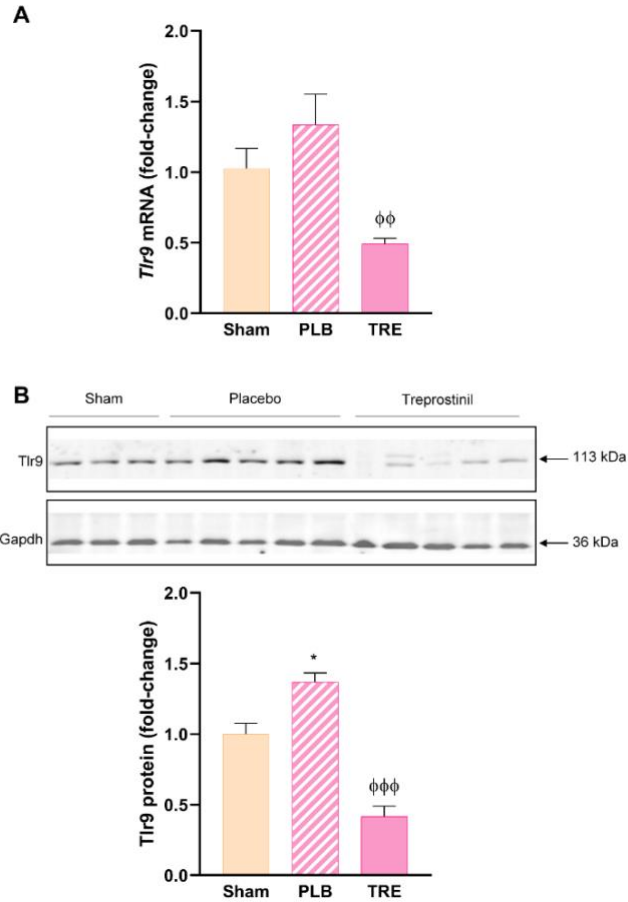 A
Tlr9 mRNA (fold-change)
2.0
1.5
1.0
0.5
0.0
ϕϕ
Sham PLB TRE
B
Sham Placebo Treprostinil
Tlr9
113 kDa
Gapdh
36 kDa
Tlr9 protein (fold-change)
2.0
1.5
1.0
0.5
0.0
*
ϕϕϕ
Sham PLB TRE